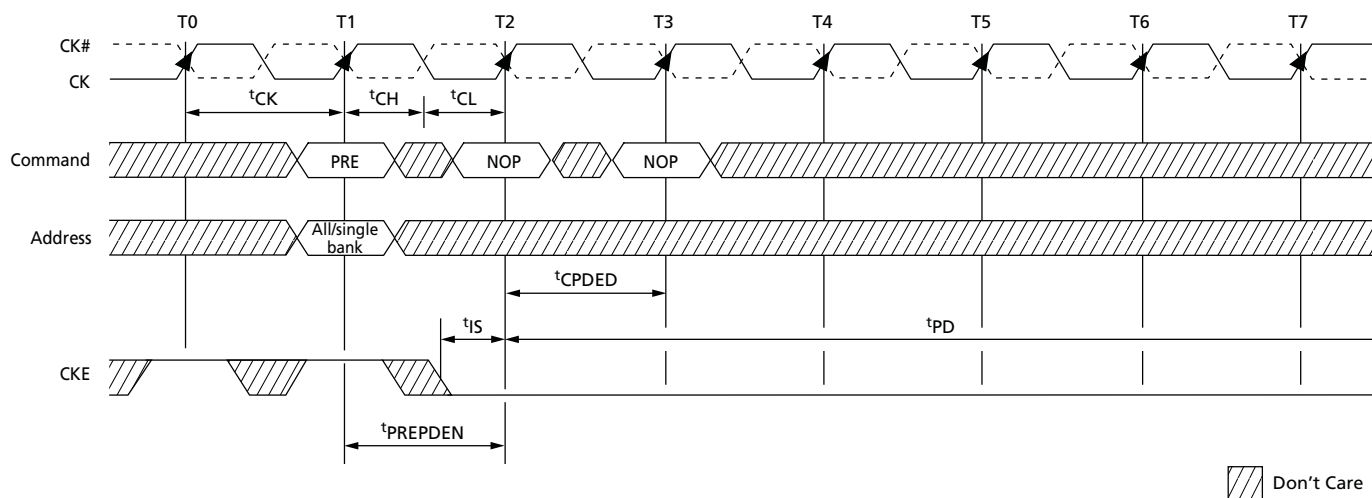 T0 T1 T2 T3 T4 T5 T6 T7
CK#
CK
tCK tCH tCL
Command PRE NOP NOP
Address All/single
bank
tCPDED
tIS tPD
CKE
tPREPDEN
Don't Care